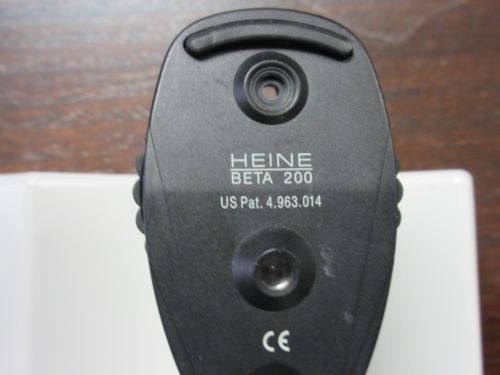 HEINE
BETA 200
US Pat. 4.963.014
CE